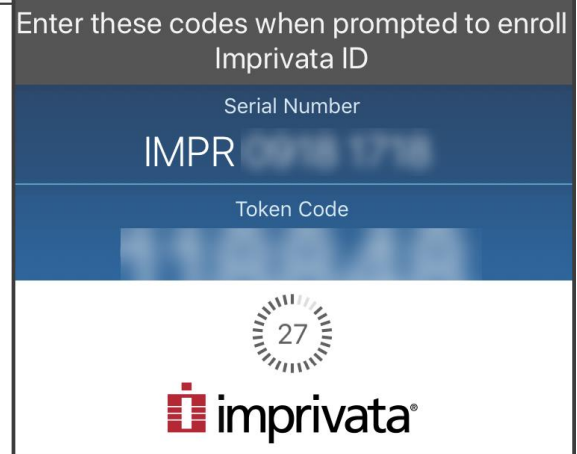 Enter these codes when prompted to enroll
Imprivata ID
Serial Number
IMPR
Token Code
27
imprivata®